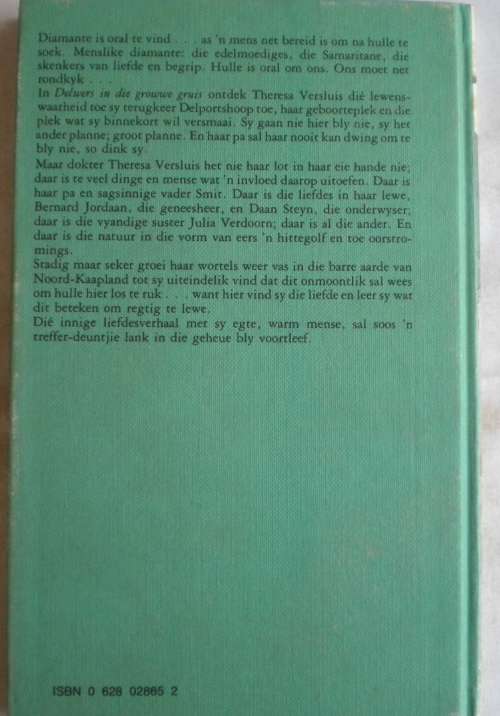 Diamante is oral te vind . . . as 'n mens net bereid is om na hulle te
soek. Menslike diamante: die edelmoediges, die Samaritane, die
skenkers van liefde en begrip. Hulle is oral om ons. Ons moet net
rondkyk . . .
In Delwers in die grouwe gruis ontdek Theresa Versluis dié lewens-
waarheid toe sy terugkeer Delportshoop toe, haar geboorteplek en die
plek wat sy binnekort wil versmaai. Sy gaan nie hier bly nie, sy het
ander planne; groot planne. En haar pa sal haar nooit kan dwing om te
bly nie, so dink sy.
Maar dokter Theresa Versluis het nie haar lot in haar eie hande nie;
daar is te veel dinge en mense wat 'n invloed daarop uitoefen. Daar is
haar pa en sagsinnige vader Smit. Daar is die liefdes in haar lewe,
Bernard Jordaan, die geneesheer, en Daan Steyn, die onderwyser;
daar is die vyandige suster Julia Verdoorn; daar is al die ander. En
daar is die natuur in die vorm van eers 'n hittegolf en toe oorstro-
mings.
Stadig maar seker groei haar wortels weer vas in die barre aarde van
Noord-Kaapland tot sy uiteindelik vind dat dit onmoontlik sal wees
om hulle hier los te ruk . . . want hier vind sy die liefde en leer sy wat
dit beteken om regtig te lewe.
Dié innige liefdesverhaal met sy egte, warm mense, sal soos 'n
treffer-deuntjie lank in die geheue bly voortleef.
ISBN 0 628 02865 2